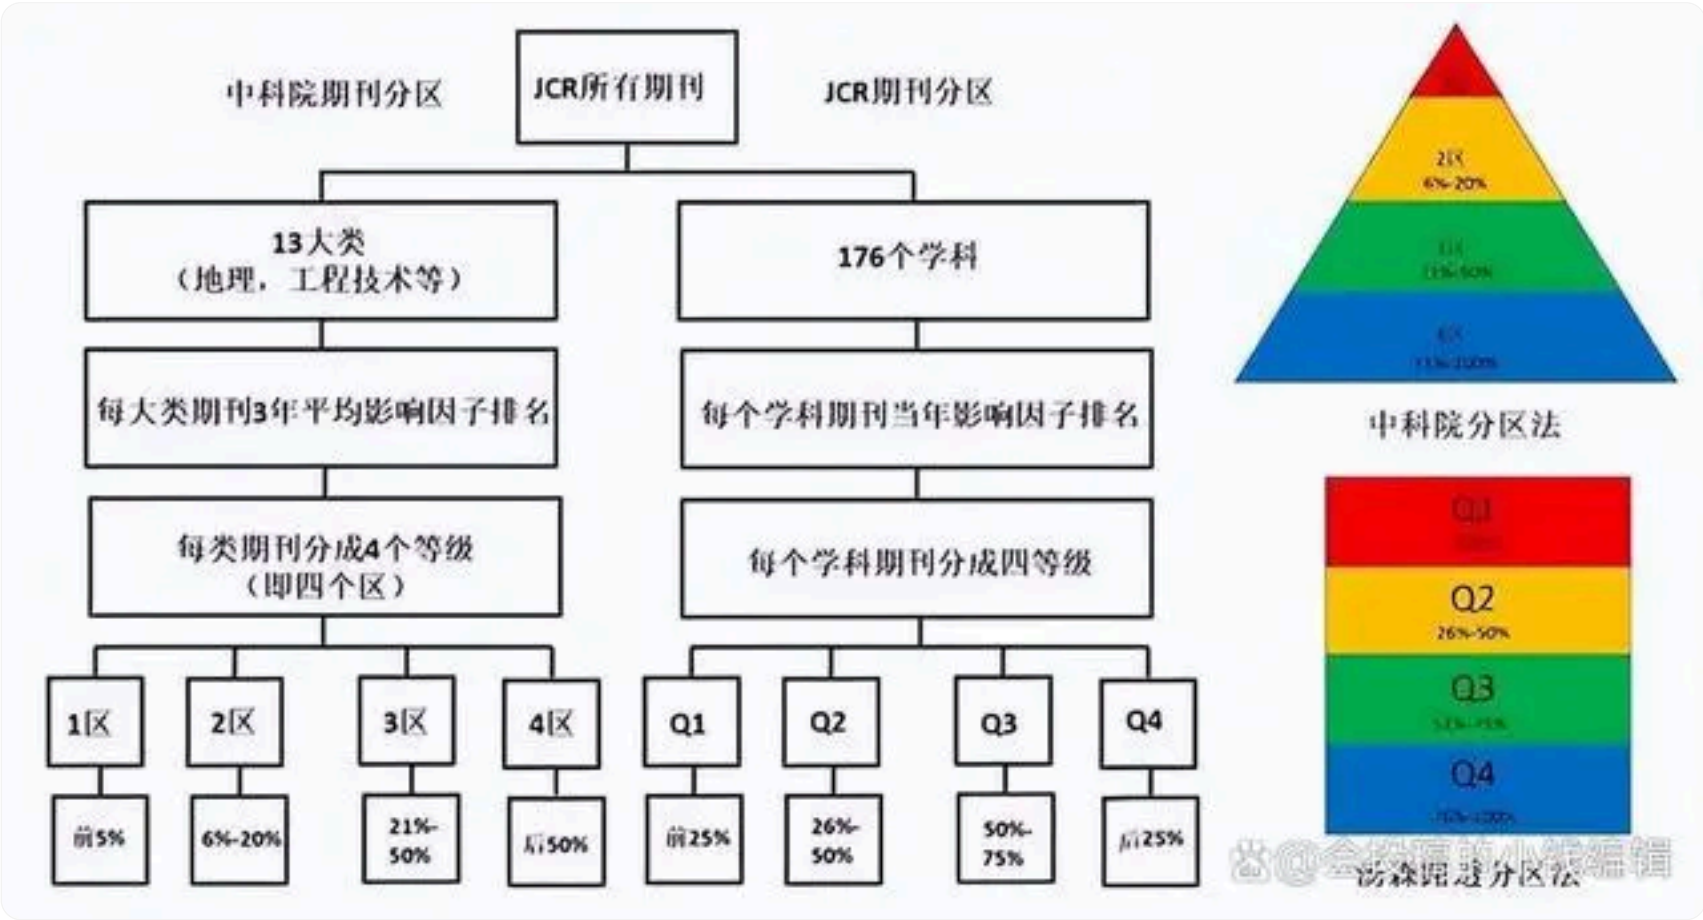 中科院期刊分区
JCR所有期刊
JCR期刊分区
13大类
（地理，工程技术等）
176个学科
每大类期刊3年平均影响因子排名
每个学科期刊当年影响因子排名
每类期刊分成4个等级
（即四个区）
每个学科期刊分成四等级
1区
2区
3区
4区
Q1
Q2
Q3
Q4
前5%
6%-20%
21%-
50%
后50%
前25%
26%-
50%
50%-
75%
后25%
2区
6%-20%
中科院分区法
Q1
Q2
26%-50%
Q3
Q4
分区法